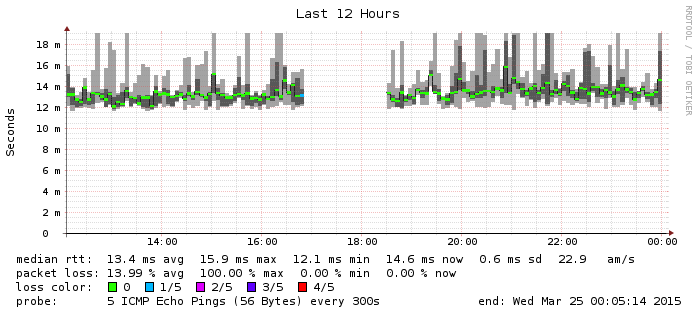 Last 12 Hours
RRDTOOL / TOBI OETIKER
Seconds
18 m
16 m
14 m
12 m
10 m
8 m
6 m
4 m
2 m
0
14:00 16:00 18:00 20:00 22:00 00:00
median rtt: 13.4 ms avg 15.9 ms max 12.1 ms min 14.6 ms now 0.6 ms sd 22.9 am/s
packet loss: 13.99 % avg 100.00 % max 0.00 % min 0.00 % now
loss color: 0 1/5 2/5 3/5 4/5
probe: 5 ICMP Echo Pings (56 Bytes) every 300s end: Wed Mar 25 00:05:14 2015